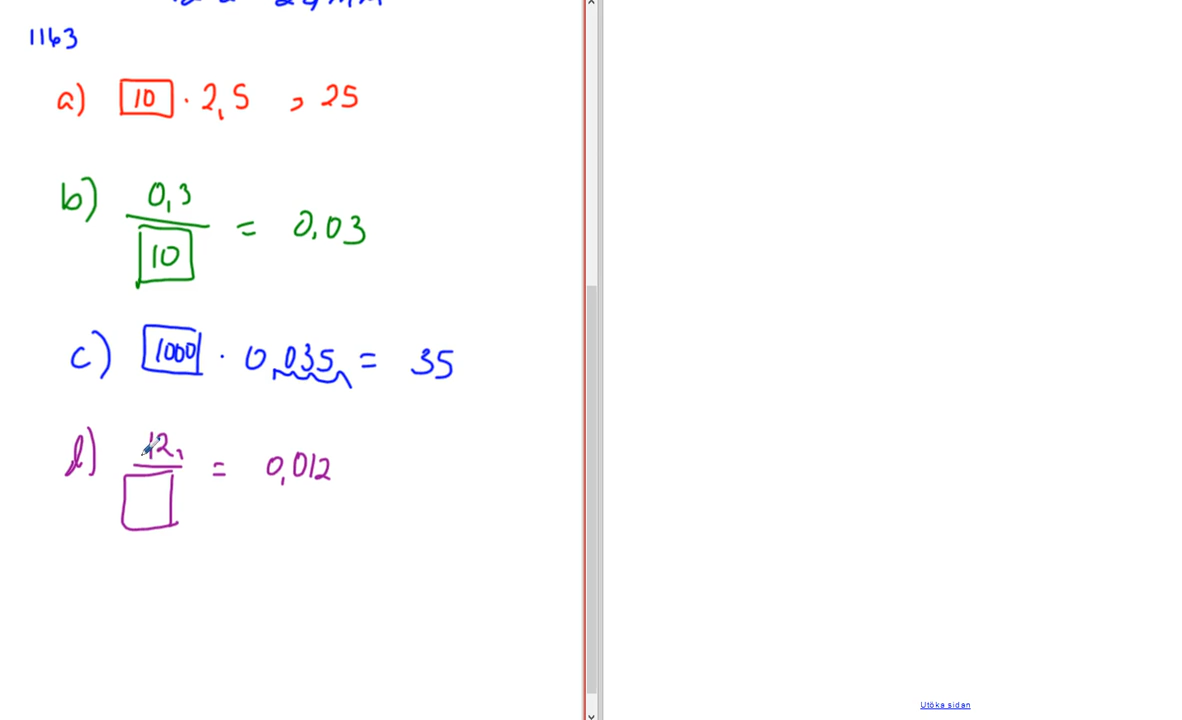 1163
a) 10 · 2,5 = 25
b) 0,3 / 10 = 0,03
c) 1000 · 0,035 = 35
d) 12, / □ = 0,012
Utöka sidan